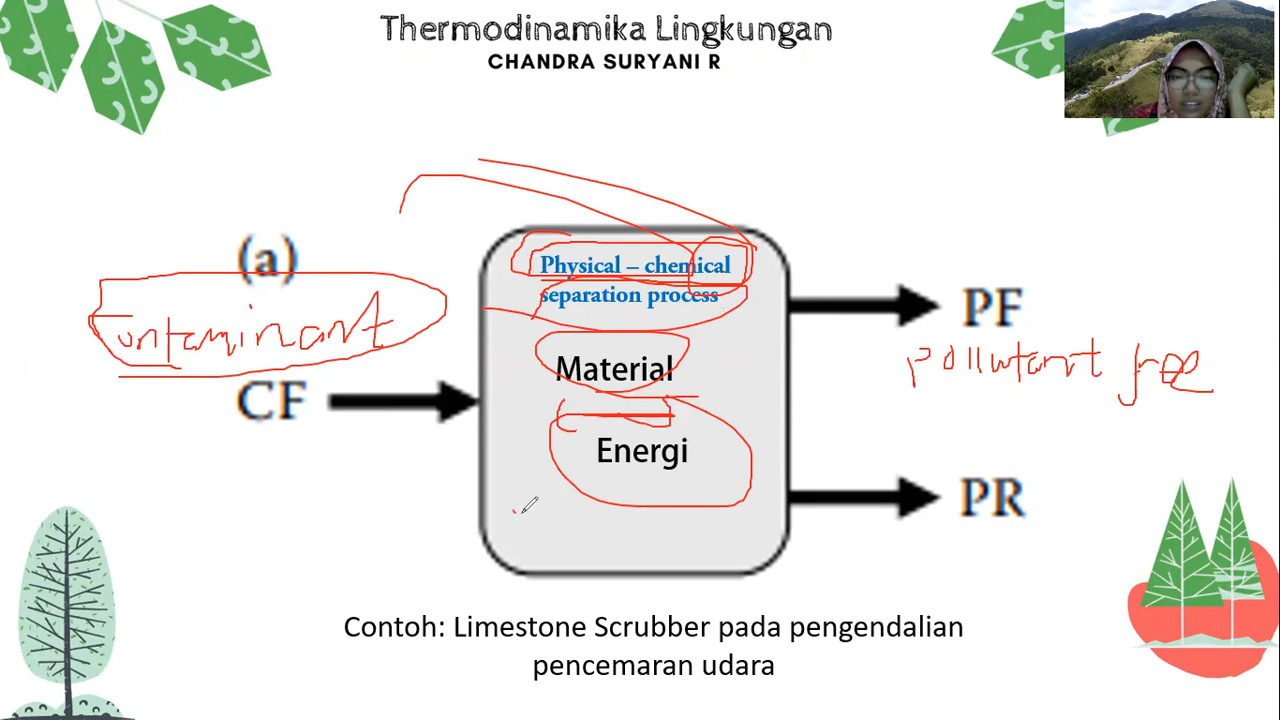 Thermodinamika Lingkungan
CHANDRA SURYANI R
(a)
Contaminant
CF
Physical – chemical
separation process
Material
Energi
PF
pollutant free
PR
Contoh: Limestone Scrubber pada pengendalian
pencemaran udara